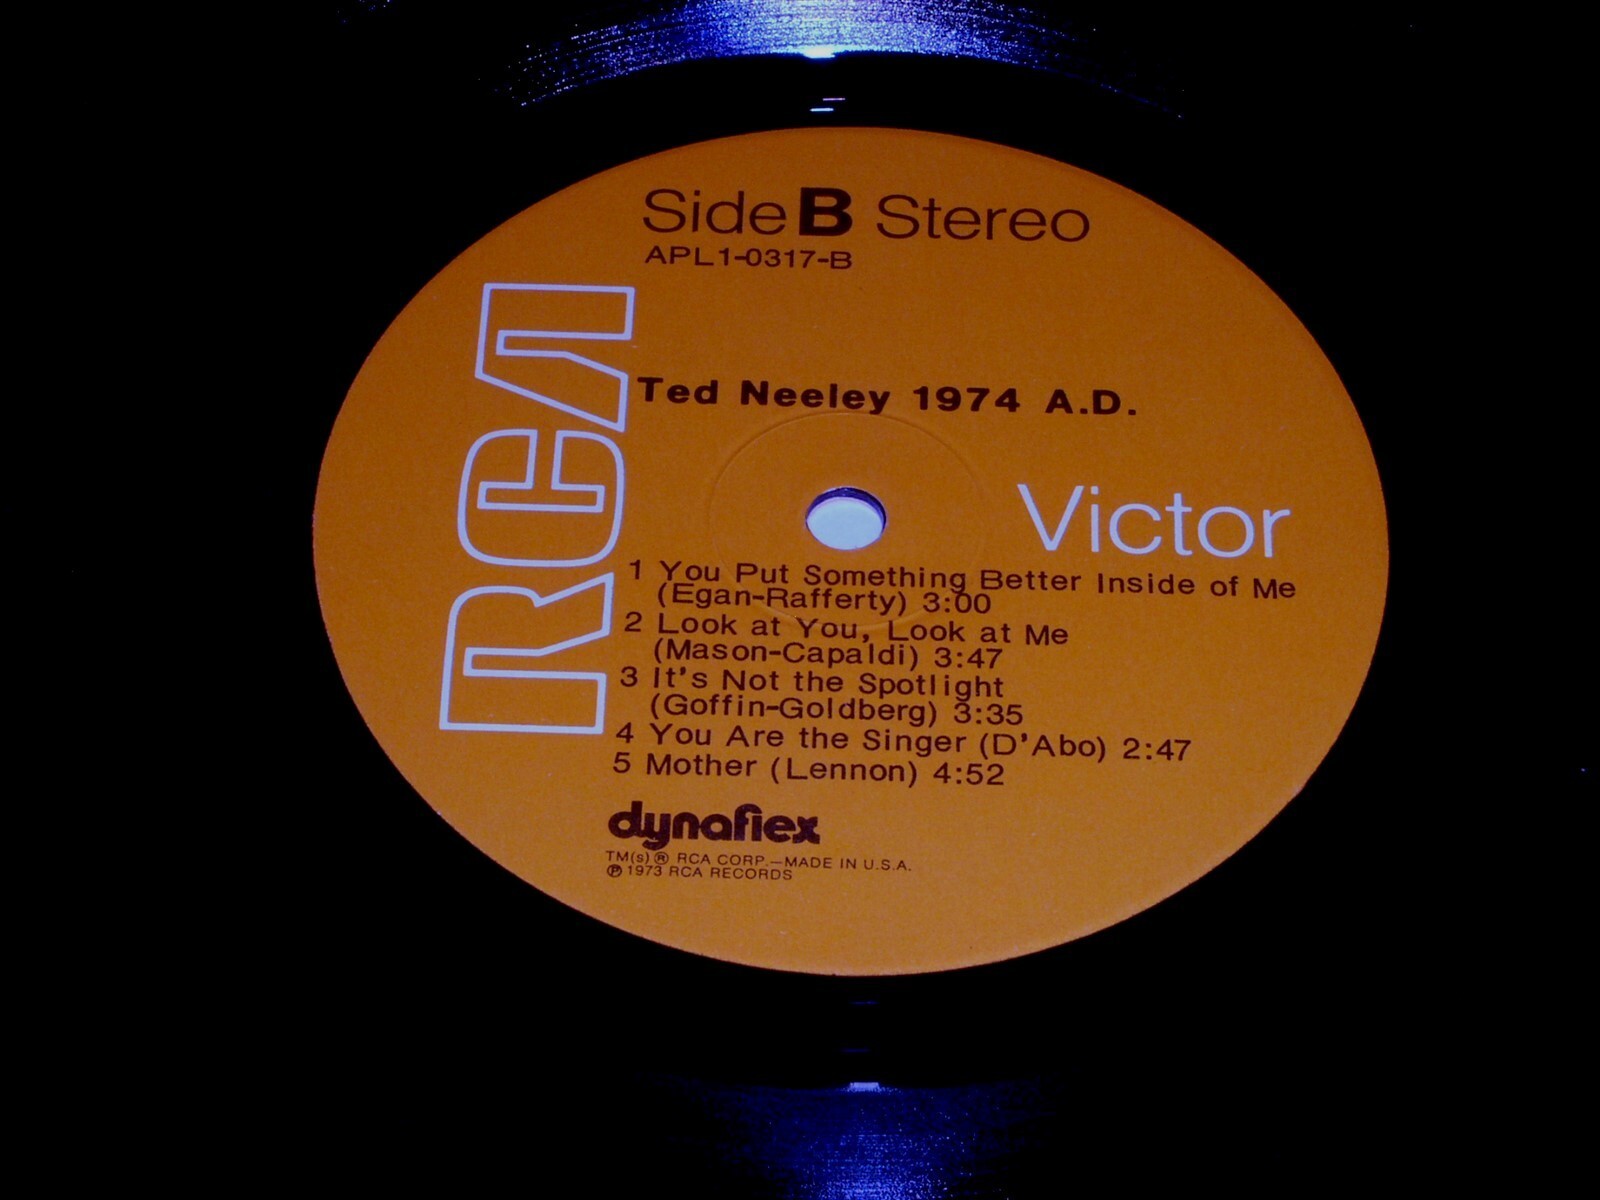 Side B Stereo
APL1-0317-B
RCA
Ted Neeley 1974 A.D.
Victor
1 You Put Something Better Inside of Me
(Egan-Rafferty) 3:00
2 Look at You, Look at Me
(Mason-Capaldi) 3:47
3 It's Not the Spotlight
(Goffin-Goldberg) 3:35
4 You Are the Singer (D'Abo) 2:47
5 Mother (Lennon) 4:52
dynaflex
TM(s) ® RCA CORP.—MADE IN U.S.A.
℗ 1973 RCA RECORDS